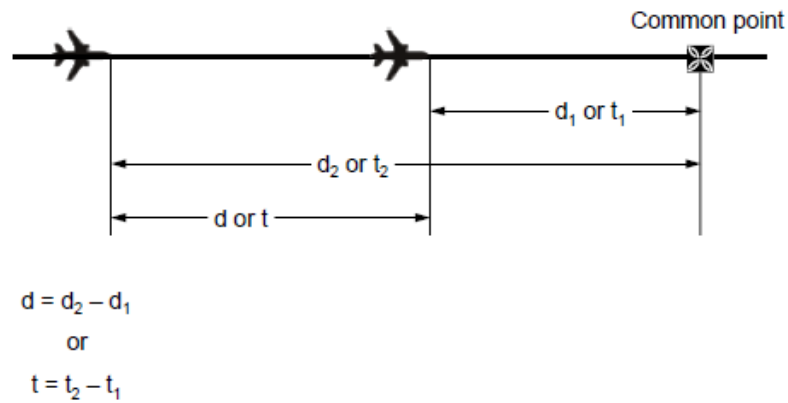 Common point
d₁ or t₁
d₂ or t₂
d or t
d = d₂ – d₁
or
t = t₂ – t₁